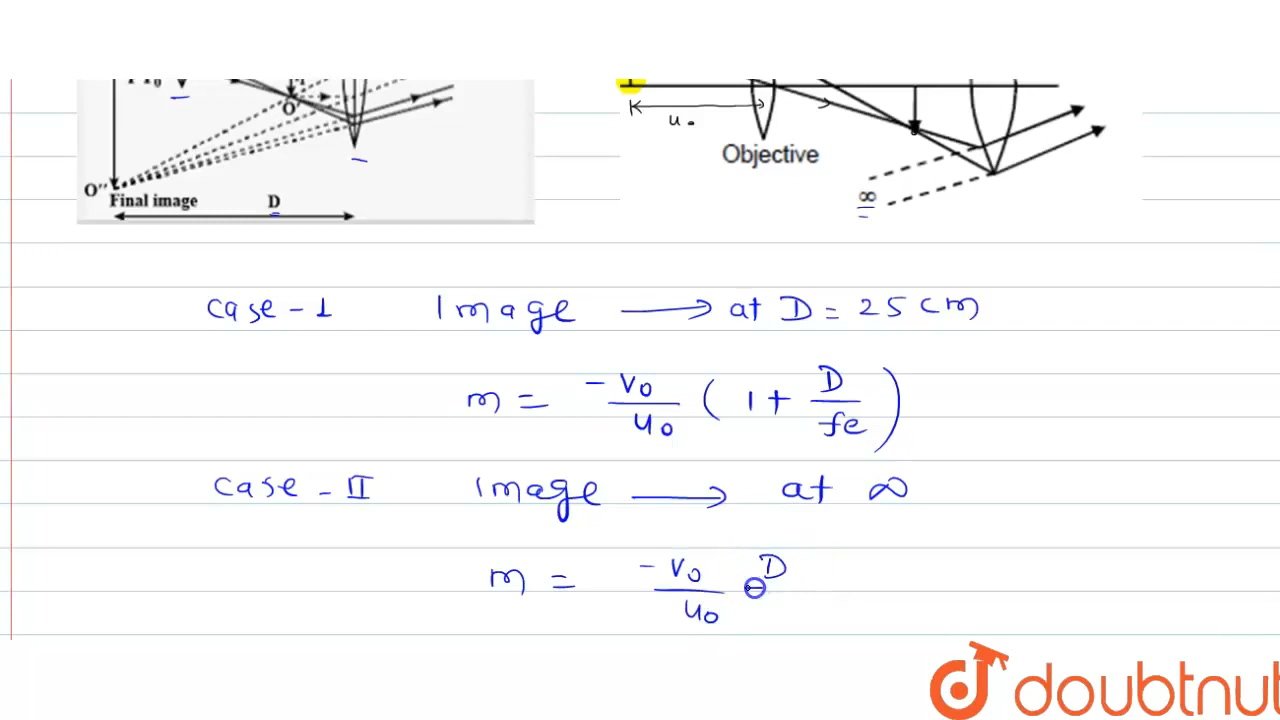 O'
u.
Objective
O''
Final image
D
∞
case - I Image → at D = 25 cm
m = -v₀/u₀ (1 + D/fe)
case - II Image → at ∞
m = -v₀/u₀ D
doubtnut